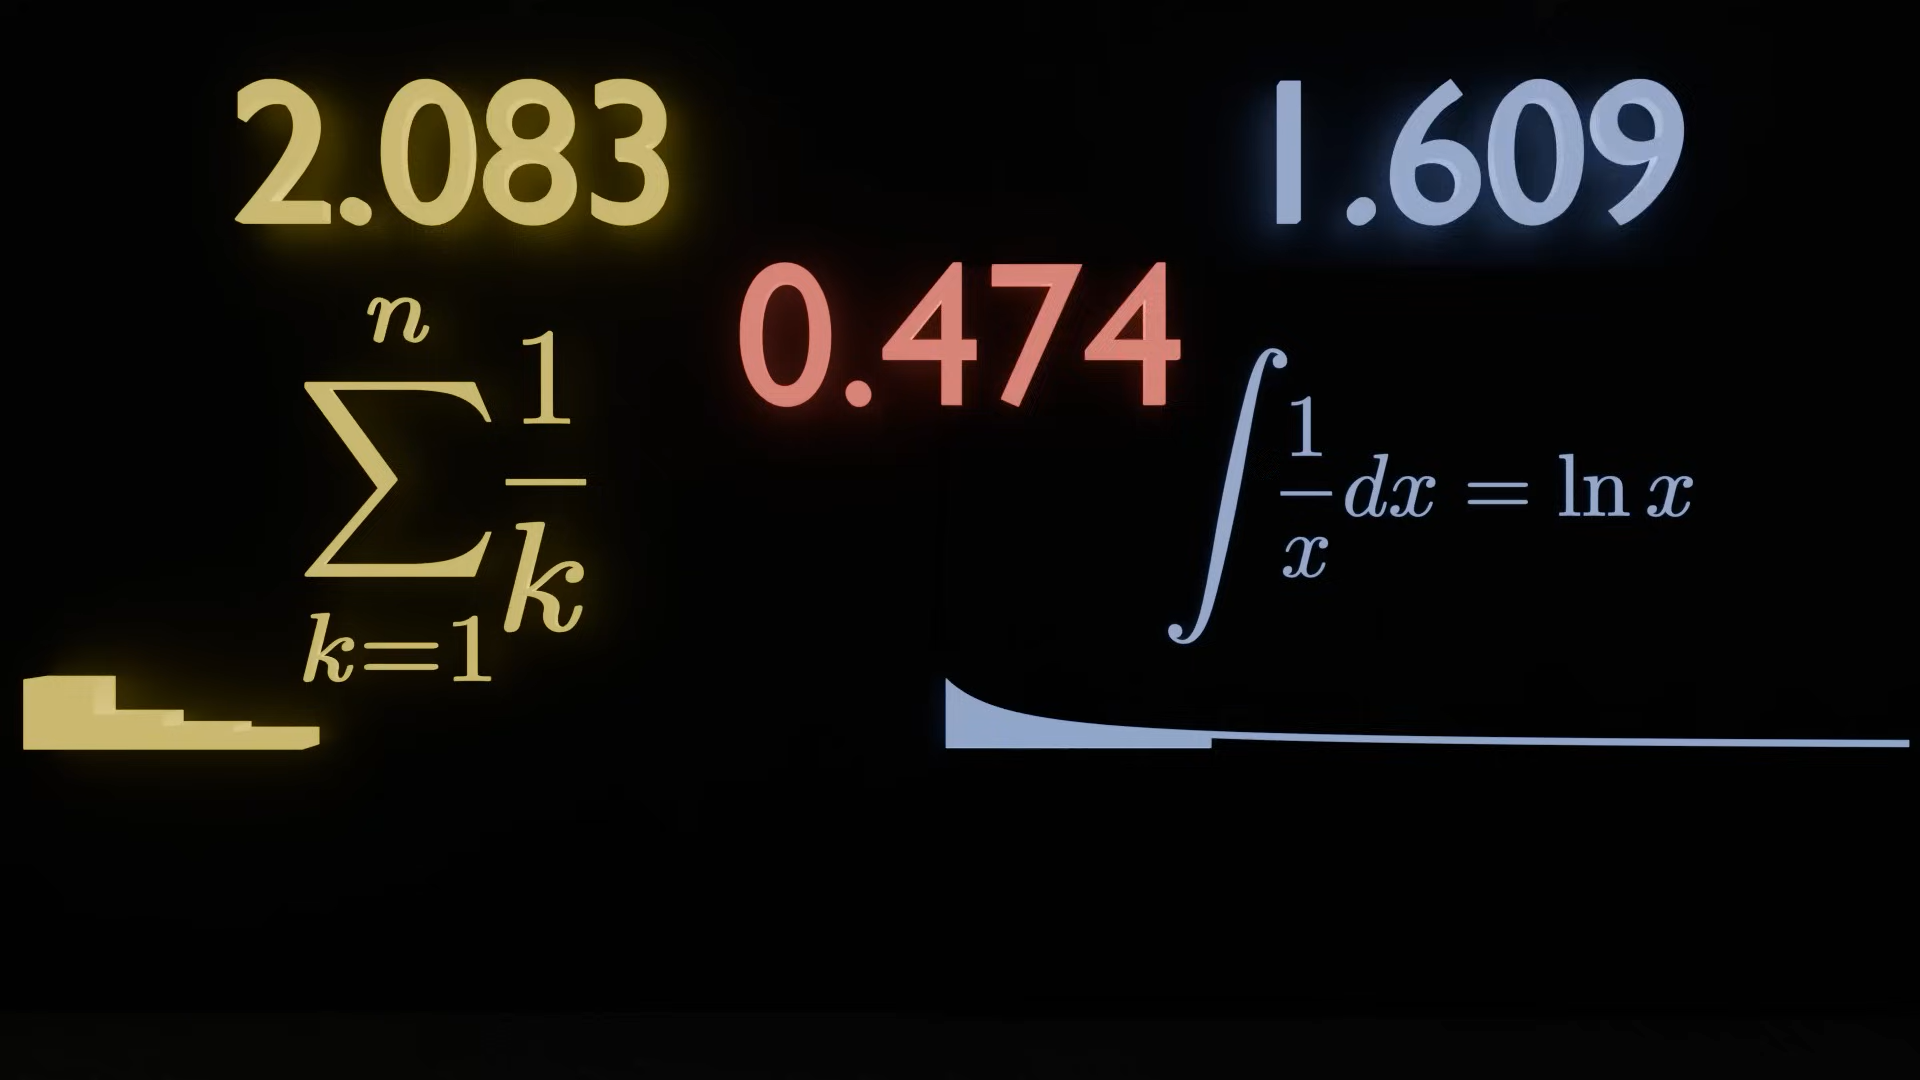 2.083
1.609
0.474
n
∑ 1/k
k=1
∫ 1/x dx = ln x